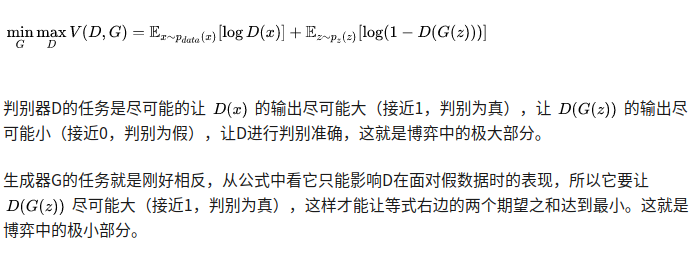 min_G max_D V(D, G) = 𝔼_{x∼p_{data}(x)}[log D(x)] + 𝔼_{z∼p_z(z)}[log(1 − D(G(z)))]
判别器D的任务是尽可能的让 D(x) 的输出尽可能大（接近1，判别为真），让 D(G(z)) 的输出尽
可能小（接近0，判别为假），让D进行判别准确，这就是博弈中的极大部分。
生成器G的任务就是刚好相反，从公式中看它只能影响D在面对假数据时的表现，所以它要让
D(G(z)) 尽可能大（接近1，判别为真），这样才能让等式右边的两个期望之和达到最小。这就是
博弈中的极小部分。